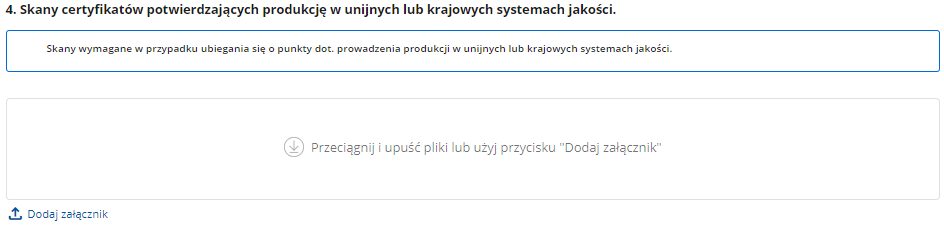 4. Skany certyfikatów potwierdzających produkcję w unijnych lub krajowych systemach jakości.
Skany wymagane w przypadku ubiegania się o punkty dot. prowadzenia produkcji w unijnych lub krajowych systemach jakości.
Przeciągnij i upuść pliki lub użyj przycisku "Dodaj załącznik"
Dodaj załącznik